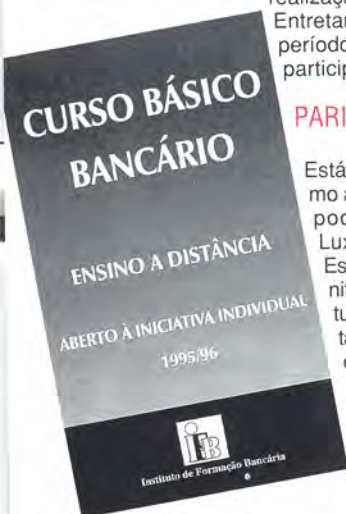 CURSO BÁSICO
BANCÁRIO
ENSINO A DISTÂNCIA
ABERTO À INICIATIVA INDIVIDUAL
1995/96
IFB
Instituto de Formação Bancária
Entretan
período
particip
PARI
Está
mo a
pod
Lux
Es
ni
tu
ta